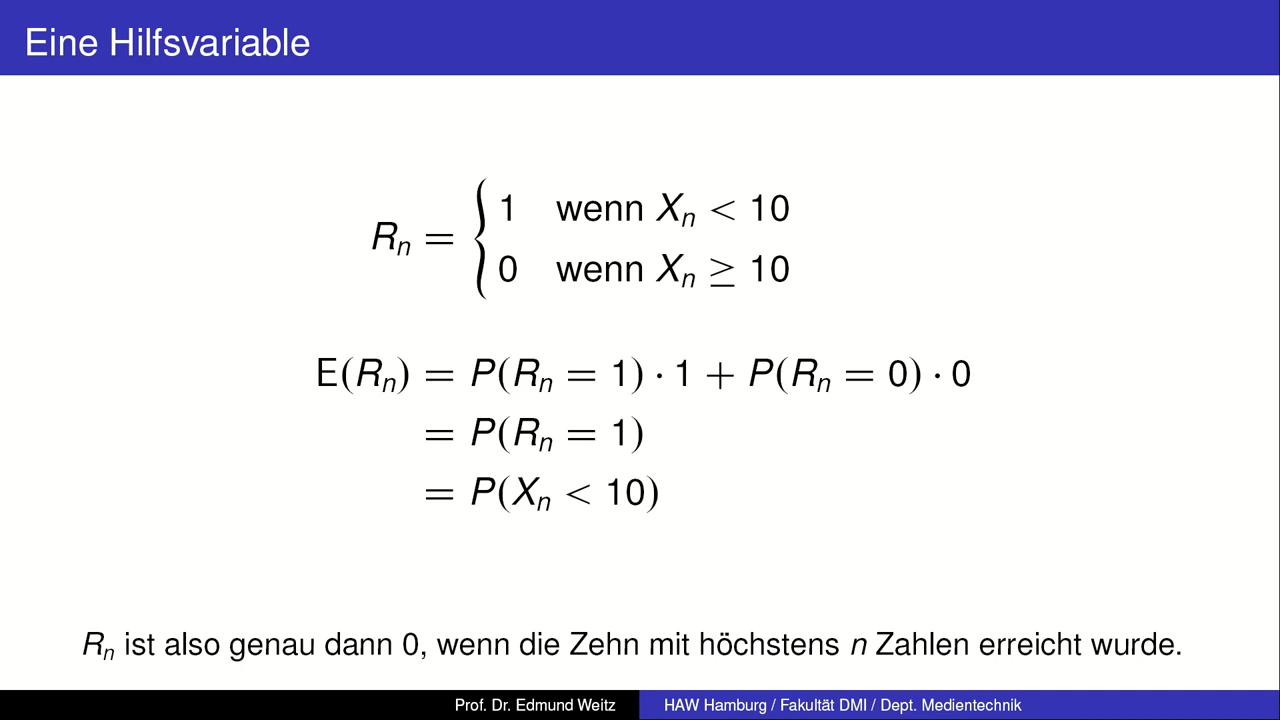 Eine Hilfsvariable
Rₙ = { 1 wenn Xₙ < 10
0 wenn Xₙ ≥ 10
E(Rₙ) = P(Rₙ = 1) · 1 + P(Rₙ = 0) · 0
= P(Rₙ = 1)
= P(Xₙ < 10)
Rₙ ist also genau dann 0, wenn die Zehn mit höchstens n Zahlen erreicht wurde.
Prof. Dr. Edmund Weitz HAW Hamburg / Fakultät DMI / Dept. Medientechnik